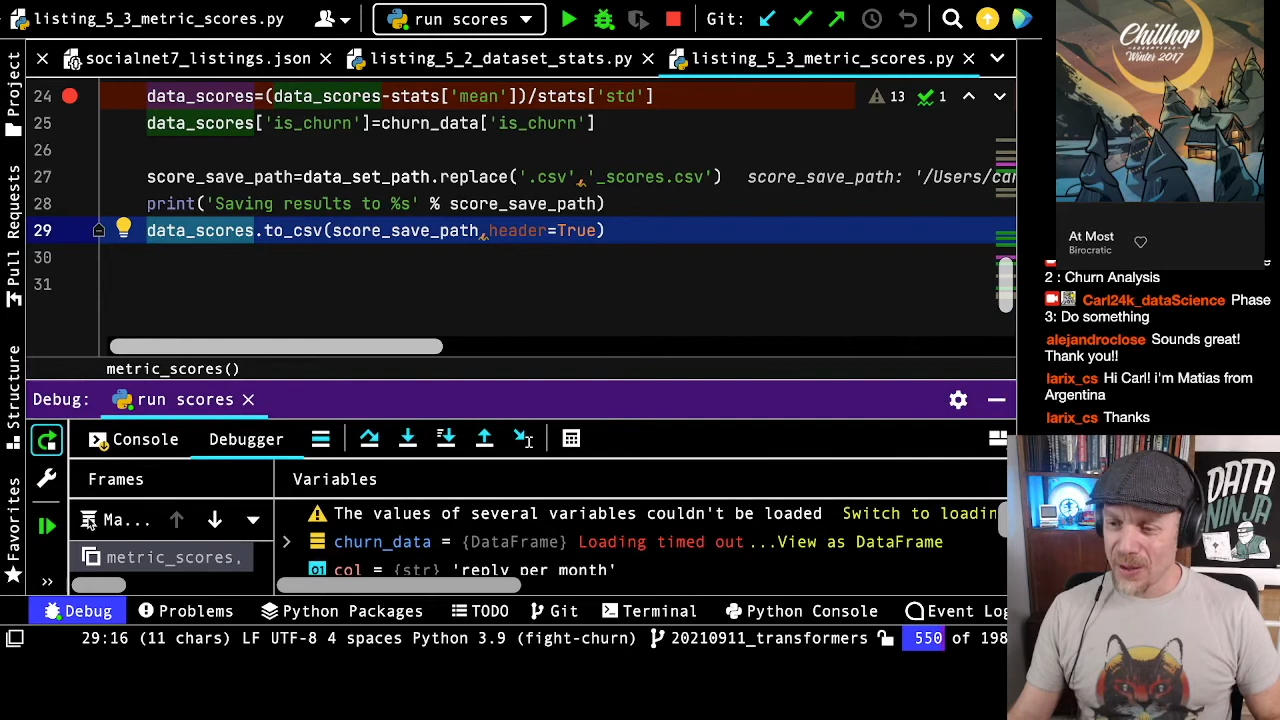 listing_5_3_metric_scores.py
run scores
Git:
socialnet7_listings.json
listing_5_2_dataset_stats.py
listing_5_3_metric_scores.py
Project
Pull Requests
Structure
Favorites
24 data_scores=(data_scores-stats['mean'])/stats['std']
13 1
25 data_scores['is_churn']=churn_data['is_churn']
26
27 score_save_path=data_set_path.replace('.csv','_scores.csv') score_save_path: '/Users/car
28 print('Saving results to %s' % score_save_path)
29 data_scores.to_csv(score_save_path,header=True)
30
31
metric_scores()
Debug: run scores
Console Debugger
Frames Variables
Ma...
metric_scores,
The values of several variables couldn't be loaded Switch to loadin
churn_data = {DataFrame} Loading timed out ...View as DataFrame
01 col = {str} 'reply_per_month'
Debug Problems Python Packages TODO Git Terminal Python Console Event Log
29:16 (11 chars) LF UTF-8 4 spaces Python 3.9 (fight-churn) 20210911_transformers 550 of 198
Chillhop
ESSENTIALS
Winter 2017
At Most
Birocratic
2 : Churn Analysis
Carl24k_dataScience Phase
3: Do something
alejandroclose Sounds great!
Thank you!!
larix_cs Hi Carl! i'm Matias from
Argentina
larix_cs Thanks
DATA
NINJA